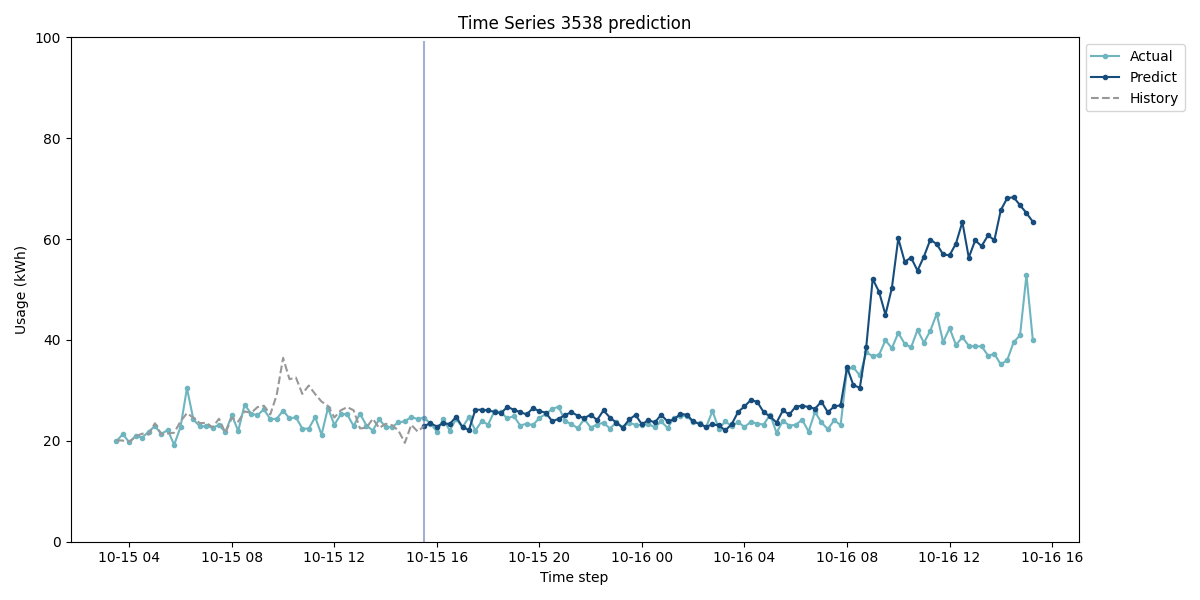 Time Series 3538 prediction
100
80
60
40
20
0
Usage (kWh)
10-15 04
10-15 08
10-15 12
10-15 16
10-15 20
10-16 00
10-16 04
10-16 08
10-16 12
10-16 16
Time step
Actual
Predict
History